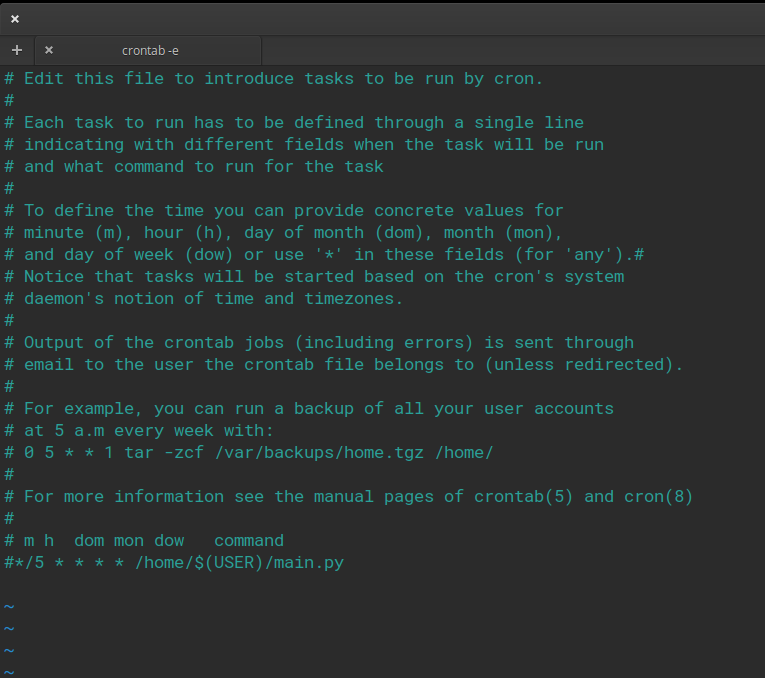 crontab -e
# Edit this file to introduce tasks to be run by cron.
#
# Each task to run has to be defined through a single line
# indicating with different fields when the task will be run
# and what command to run for the task
#
# To define the time you can provide concrete values for
# minute (m), hour (h), day of month (dom), month (mon),
# and day of week (dow) or use '*' in these fields (for 'any').#
# Notice that tasks will be started based on the cron's system
# daemon's notion of time and timezones.
#
# Output of the crontab jobs (including errors) is sent through
# email to the user the crontab file belongs to (unless redirected).
#
# For example, you can run a backup of all your user accounts
# at 5 a.m every week with:
# 0 5 * * 1 tar -zcf /var/backups/home.tgz /home/
#
# For more information see the manual pages of crontab(5) and cron(8)
#
# m h  dom mon dow   command
#*/5 * * * * /home/$(USER)/main.py
~
~
~
~